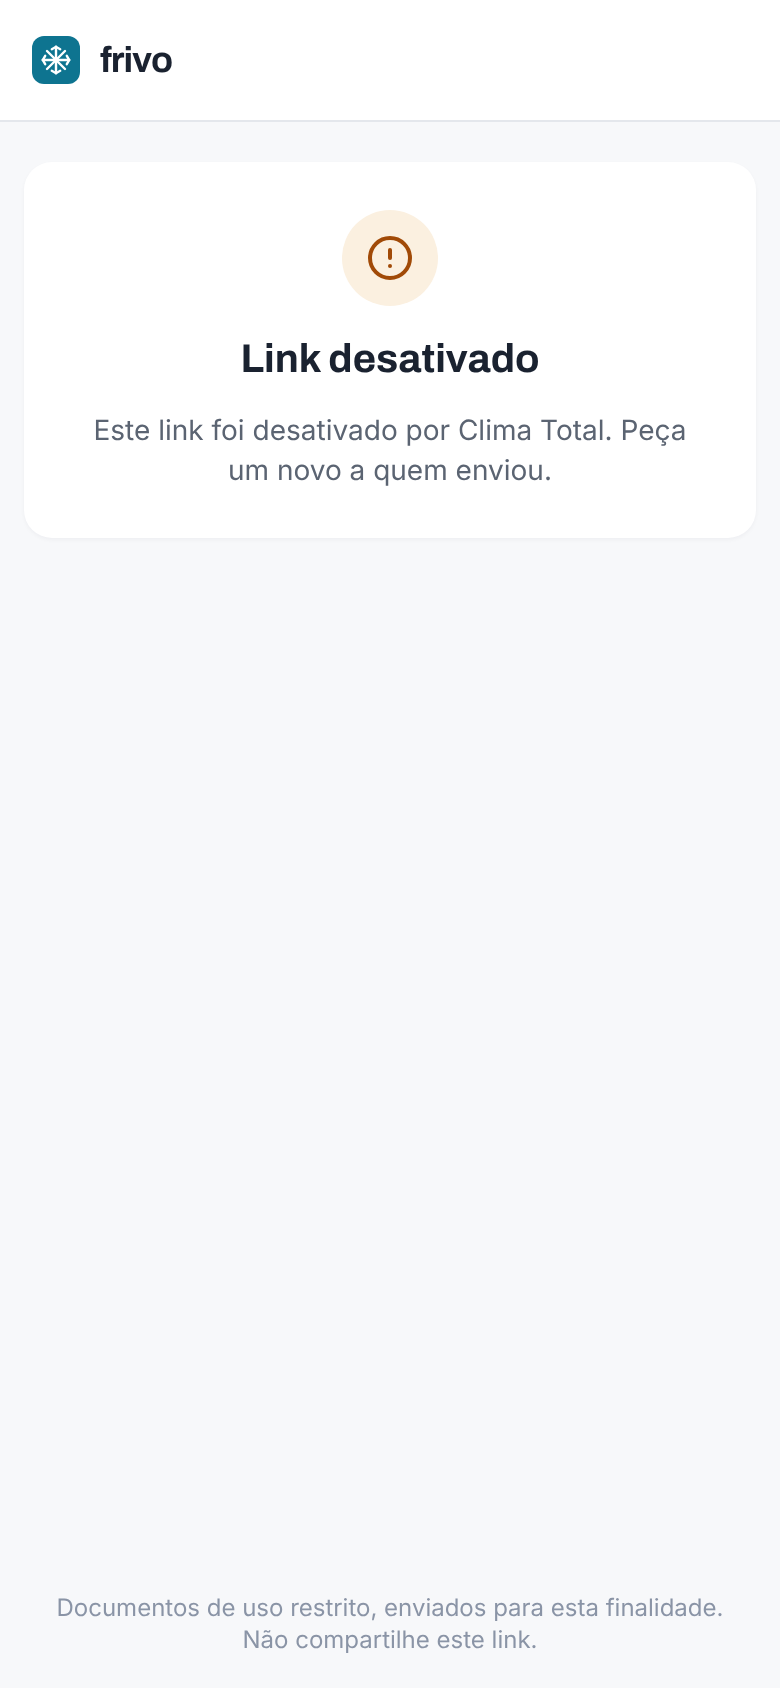 frivo
Link desativado
Este link foi desativado por Clima Total. Peça
um novo a quem enviou.
Documentos de uso restrito, enviados para esta finalidade.
Não compartilhe este link.